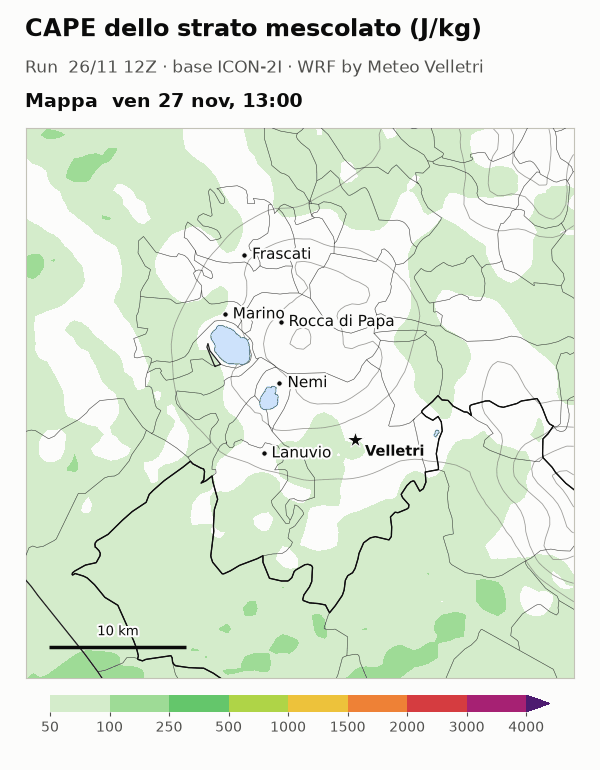 CAPE dello strato mescolato (J/kg)
Run  26/11 12Z · base ICON-2I · WRF by Meteo Velletri
Mappa  ven 27 nov, 13:00
Frascati
Marino
Rocca di Papa
Nemi
Velletri
Lanuvio
10 km
50 100 250 500 1000 1500 2000 3000 4000